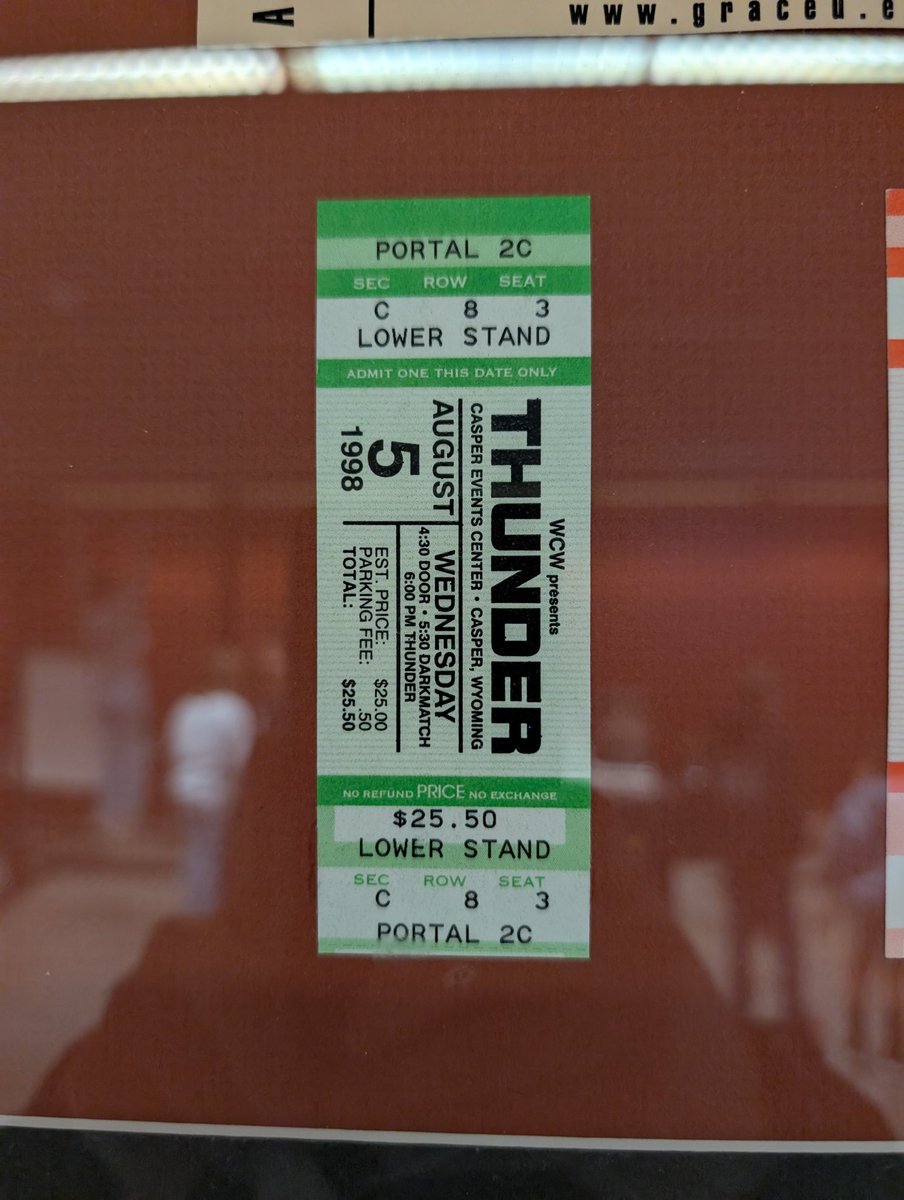 A
www.graceu.e
PORTAL 2C
SEC ROW SEAT
C 8 3
LOWER STAND
ADMIT ONE THIS DATE ONLY
WCW presents
THUNDER
CASPER EVENTS CENTER • CASPER, WYOMING
AUGUST
5
1998
WEDNESDAY
4:30 DOOR • 5:30 DARKMATCH
6:00 PM THUNDER
EST. PRICE: $25.00
PARKING FEE: .50
TOTAL: $25.50
NO REFUND PRICE NO EXCHANGE
$25.50
LOWER STAND
SEC ROW SEAT
C 8 3
PORTAL 2C